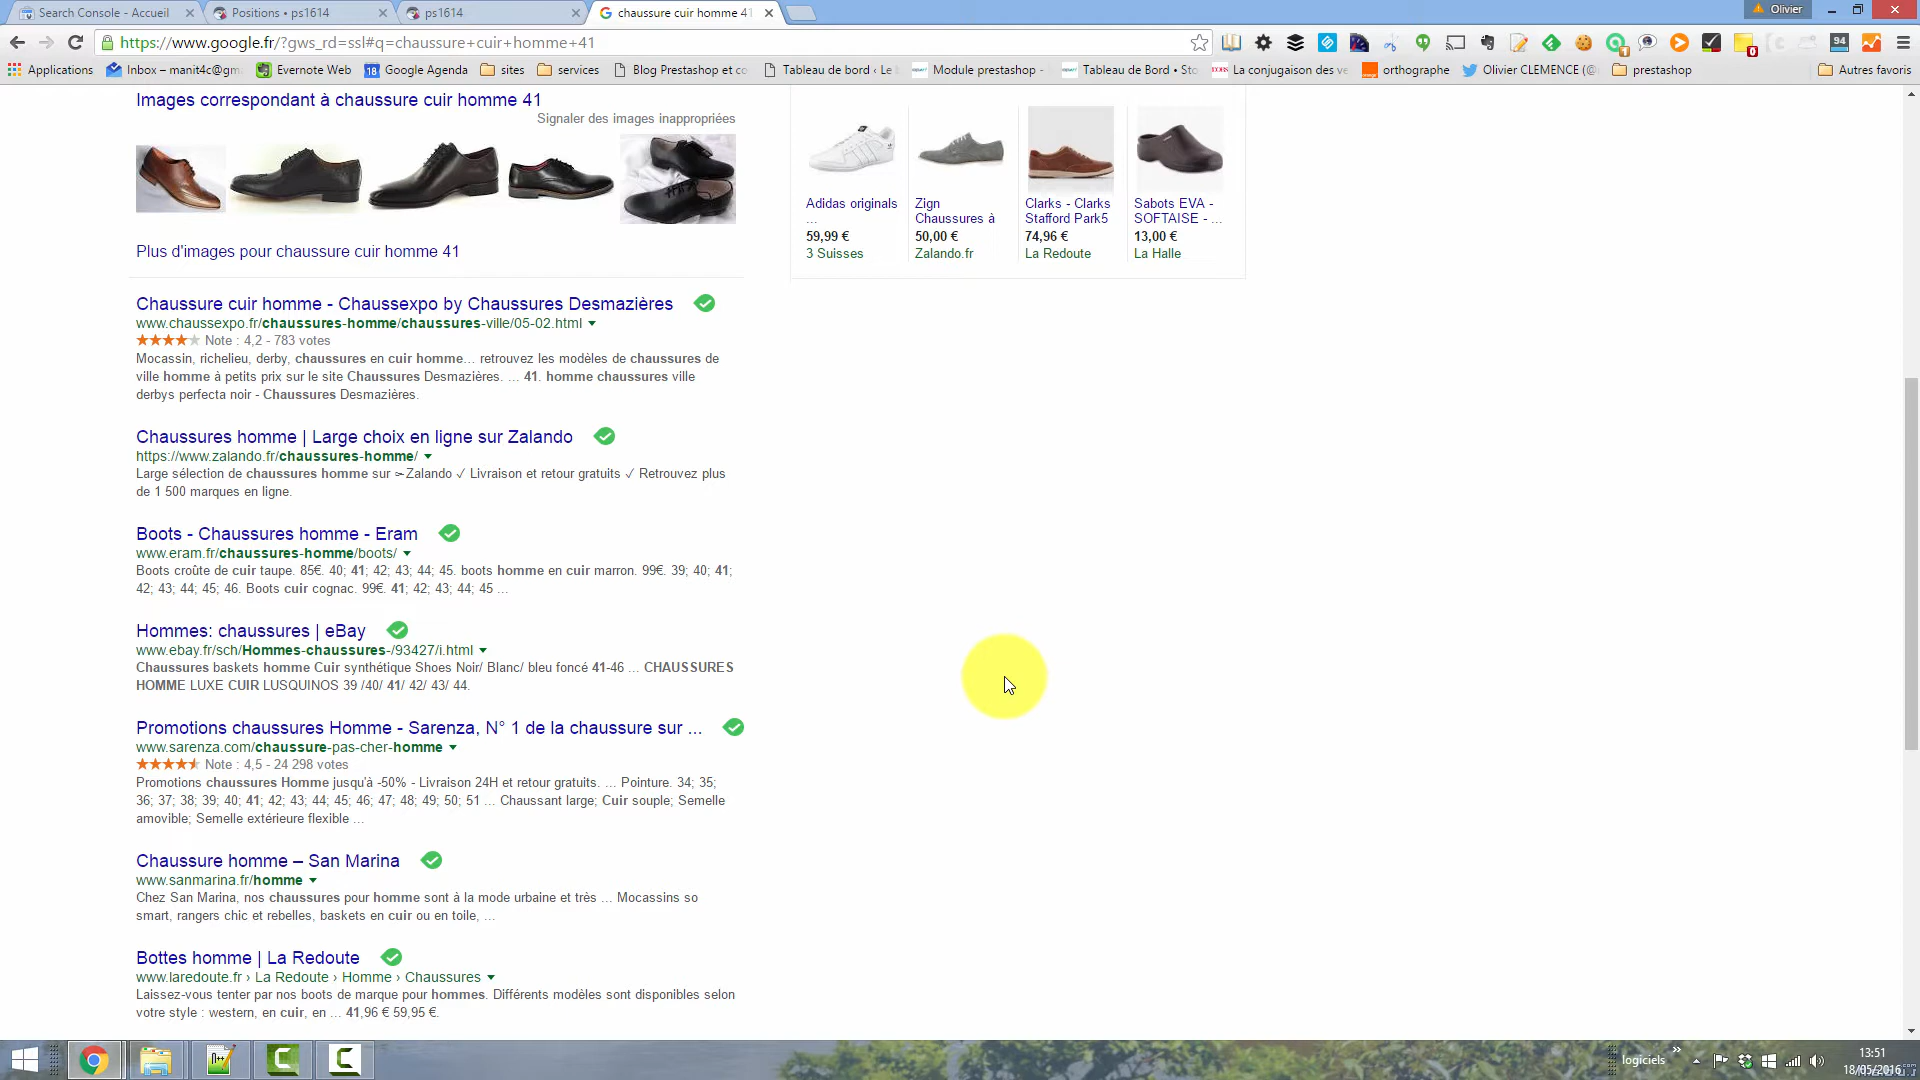 Search Console - Accueil
Positions • ps1614
ps1614
chaussure cuir homme 41
Olivier
https://www.google.fr/?gws_rd=ssl#q=chaussure+cuir+homme+41
94
Applications
Inbox – manit4c@gm
Evernote Web
18 Google Agenda
sites
services
Blog Prestashop et co
Tableau de bord ‹ Le
Module prestashop -
Tableau de Bord • Sto
La conjugaison des ve
orthographe
Olivier CLEMENCE (@
prestashop
Autres favoris
Images correspondant à chaussure cuir homme 41
Signaler des images inappropriées
Plus d'images pour chaussure cuir homme 41
Adidas originals
...
59,99 €
3 Suisses
Zign
Chaussures à
50,00 €
Zalando.fr
Clarks - Clarks
Stafford Park5
74,96 €
La Redoute
Sabots EVA -
SOFTAISE - ...
13,00 €
La Halle
Chaussure cuir homme - Chaussexpo by Chaussures Desmazières
www.chaussexpo.fr/chaussures-homme/chaussures-ville/05-02.html
Note : 4,2 - 783 votes
Mocassin, richelieu, derby, chaussures en cuir homme... retrouvez les modèles de chaussures de
ville homme à petits prix sur le site Chaussures Desmazières. ... 41. homme chaussures ville
derbys perfecta noir - Chaussures Desmazières.
Chaussures homme | Large choix en ligne sur Zalando
https://www.zalando.fr/chaussures-homme/
Large sélection de chaussures homme sur ➣Zalando ✓ Livraison et retour gratuits ✓ Retrouvez plus
de 1 500 marques en ligne.
Boots - Chaussures homme - Eram
www.eram.fr/chaussures-homme/boots/
Boots croûte de cuir taupe. 85€. 40; 41; 42; 43; 44; 45. boots homme en cuir marron. 99€. 39; 40; 41;
42; 43; 44; 45; 46. Boots cuir cognac. 99€. 41; 42; 43; 44; 45 ...
Hommes: chaussures | eBay
www.ebay.fr/sch/Hommes-chaussures-/93427/i.html
Chaussures baskets homme Cuir synthétique Shoes Noir/ Blanc/ bleu foncé 41-46 ... CHAUSSURES
HOMME LUXE CUIR LUSQUINOS 39 /40/ 41/ 42/ 43/ 44.
Promotions chaussures Homme - Sarenza, N° 1 de la chaussure sur ...
www.sarenza.com/chaussure-pas-cher-homme
Note : 4,5 - 24 298 votes
Promotions chaussures Homme jusqu'à -50% - Livraison 24H et retour gratuits. ... Pointure. 34; 35;
36; 37; 38; 39; 40; 41; 42; 43; 44; 45; 46; 47; 48; 49; 50; 51 ... Chaussant large; Cuir souple; Semelle
amovible; Semelle extérieure flexible ...
Chaussure homme – San Marina
www.sanmarina.fr/homme
Chez San Marina, nos chaussures pour homme sont à la mode urbaine et très ... Mocassins so
smart, rangers chic et rebelles, baskets en cuir ou en toile, ...
Bottes homme | La Redoute
www.laredoute.fr › La Redoute › Homme › Chaussures
Laissez-vous tenter par nos boots de marque pour hommes. Différents modèles sont disponibles selon
votre style : western, en cuir, en ... 41,96 € 59,95 €.
logiciels
13:51
18/05/2016